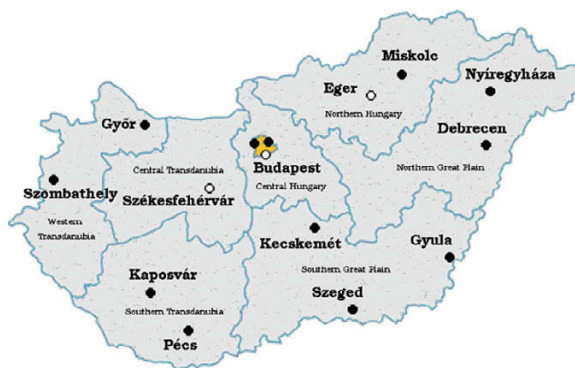 Miskolc
Nyíregyháza
Eger
Northern Hungary
Győr
Debrecen
Budapest
Central Transdanubia
Northern Great Plain
Szombathely
Székesfehérvár
Central Hungary
Western
Transdanubia
Kecskemét
Gyula
Kaposvár
Southern Great Plain
Szeged
Southern Transdanubia
Pécs